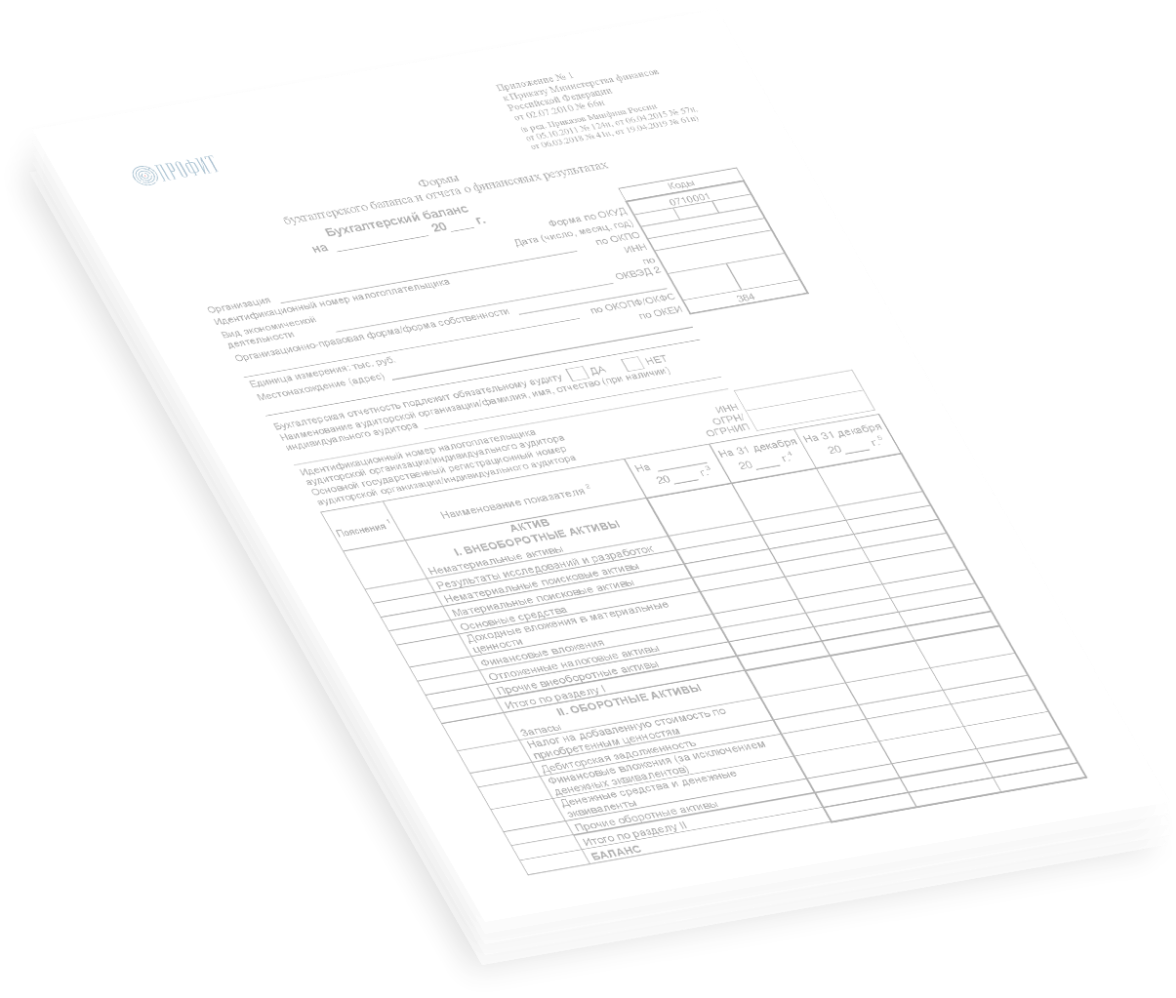 Приложение № 1
к Приказу Министерства финансов
Российской Федерации
от 02.07.2010 № 66н
(в ред. Приказов Минфина России
от 05.10.2011 № 124н, от 06.04.2015 № 57н,
от 06.03.2018 № 41н, от 19.04.2019 № 61н)
ПРОФИТ
Формы
бухгалтерского баланса и отчета о финансовых результатах
Бухгалтерский баланс
на 20 г.
Коды
Форма по ОКУД 0710001
Дата (число, месяц, год)
Организация по ОКПО
Идентификационный номер налогоплательщика ИНН
Вид экономической
деятельности
по
ОКВЭД 2
Организационно-правовая форма/форма собственности
по ОКОПФ/ОКФС
Единица измерения: тыс. руб. по ОКЕИ 384
Местонахождение (адрес)
Бухгалтерская отчетность подлежит обязательному аудиту ДА НЕТ
Наименование аудиторской организации/фамилия, имя, отчество (при наличии)
индивидуального аудитора
Идентификационный номер налогоплательщика
аудиторской организации/индивидуального аудитора
ИНН
Основной государственный регистрационный номер
аудиторской организации/индивидуального аудитора
ОГРН/
ОГРНИП
Пояснения 1
Наименование показателя 2
На
20 г.3
На 31 декабря
20 г.4
На 31 декабря
20 г.5
АКТИВ
I. ВНЕОБОРОТНЫЕ АКТИВЫ
Нематериальные активы
Результаты исследований и разработок
Нематериальные поисковые активы
Материальные поисковые активы
Основные средства
Доходные вложения в материальные
ценности
Финансовые вложения
Отложенные налоговые активы
Прочие внеоборотные активы
Итого по разделу I
II. ОБОРОТНЫЕ АКТИВЫ
Запасы
Налог на добавленную стоимость по
приобретенным ценностям
Дебиторская задолженность
Финансовые вложения (за исключением
денежных эквивалентов)
Денежные средства и денежные
эквиваленты
Прочие оборотные активы
Итого по разделу II
БАЛАНС